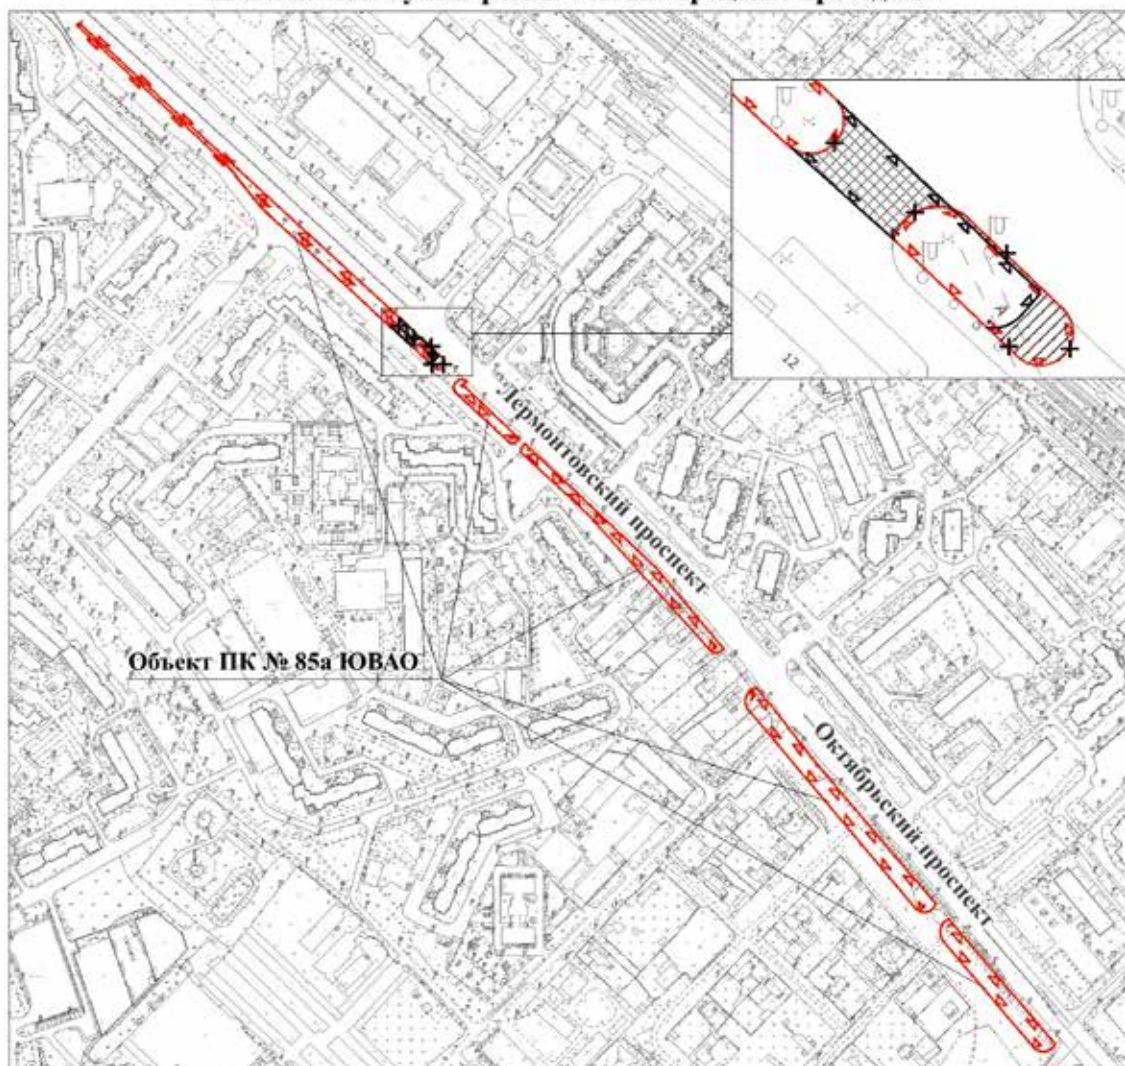 12
Лермонтовский проспект
Объект ПК № 85а ЮВАО
Октябрьский проспект